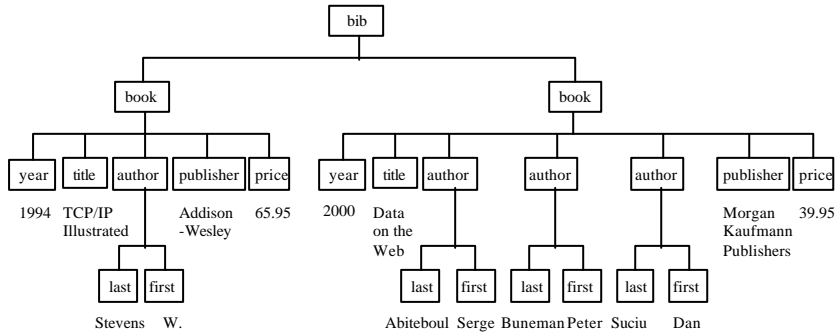 bib
book book
year title author publisher price year title author author author publisher price
1994 TCP/IP Illustrated Addison -Wesley 65.95 2000 Data on the Web Morgan Kaufmann Publishers 39.95
last first last first last first last first
Stevens W. Abiteboul Serge Buneman Peter Suciu Dan